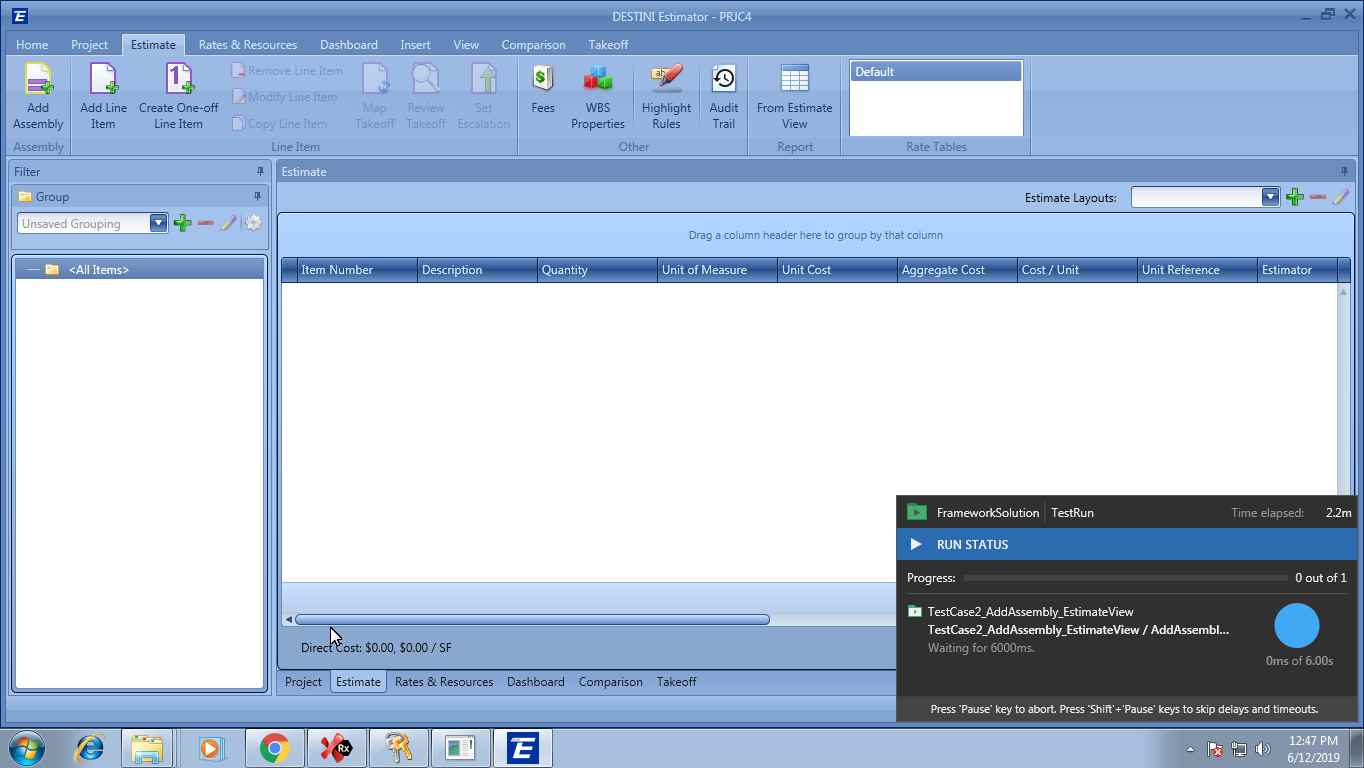 DESTINI Estimator - PRJC4
Home Project Estimate Rates & Resources Dashboard Insert View Comparison Takeoff
Add Assembly
Add Line Item
Create One-off Line Item
Remove Line Item
Modify Line Item
Copy Line Item
Map Takeoff
Review Takeoff
Set Escalation
Fees
WBS Properties
Highlight Rules
Audit Trail
From Estimate View
Default
Assembly Line Item Other Report Rate Tables
Filter
Group
Unsaved Grouping
<All Items>
Estimate
Estimate Layouts:
Drag a column header here to group by that column
Item Number Description Quantity Unit of Measure Unit Cost Aggregate Cost Cost / Unit Unit Reference Estimator
Direct Cost: $0.00, $0.00 / SF
Project Estimate Rates & Resources Dashboard Comparison Takeoff
FrameworkSolution TestRun Time elapsed: 2.2m
RUN STATUS
Progress: 0 out of 1
TestCase2_AddAssembly_EstimateView
TestCase2_AddAssembly_EstimateView / AddAssembl...
Waiting for 6000ms.
0ms of 6.00s
Press 'Pause' key to abort. Press 'Shift'+'Pause' keys to skip delays and timeouts.
Rx
12:47 PM
6/12/2019